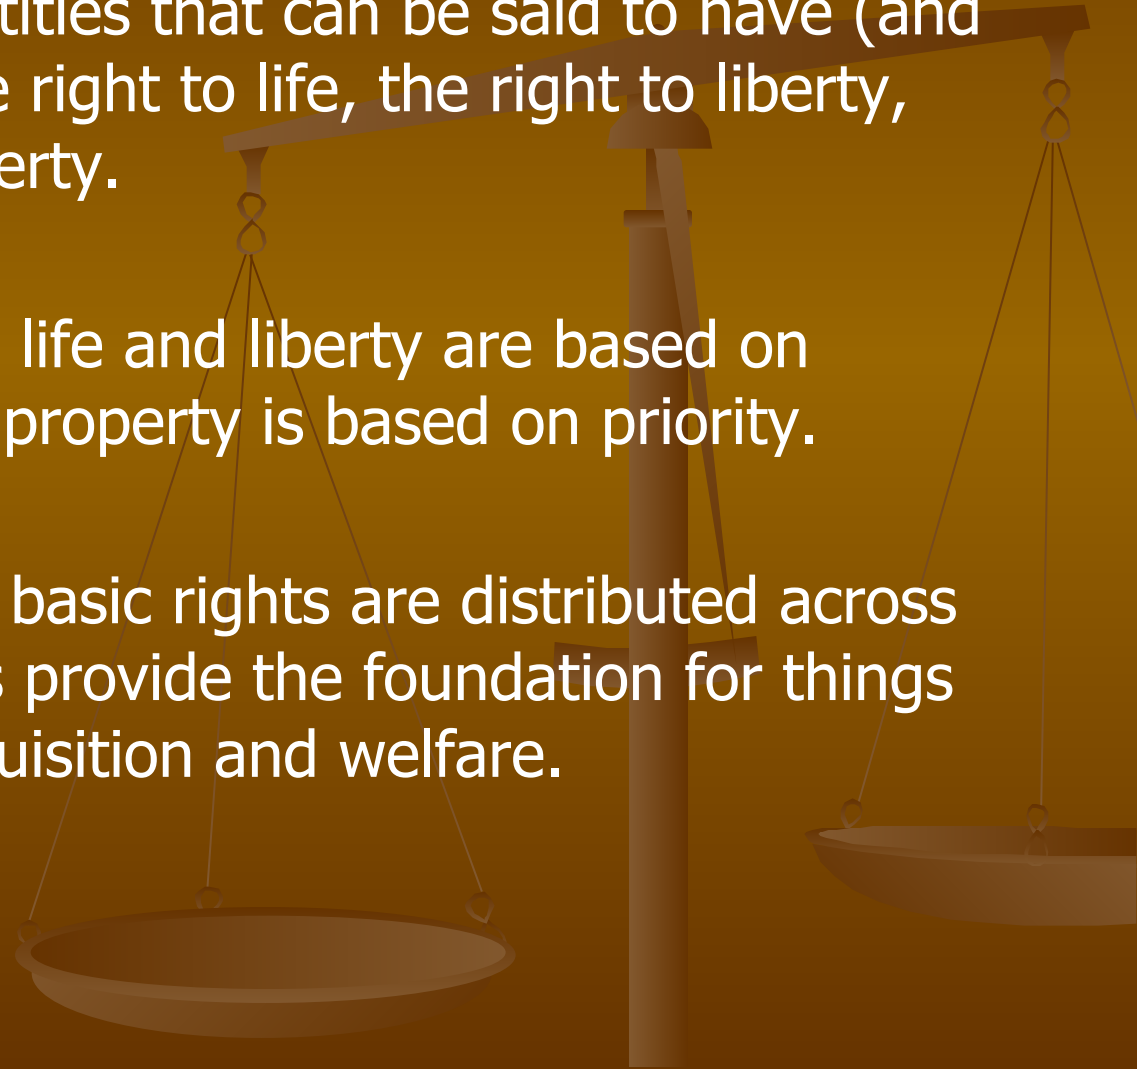 tities that can be said to have (and
e right to life, the right to liberty,
erty.
life and liberty are based on
property is based on priority.
basic rights are distributed across
s provide the foundation for things
uisition and welfare.